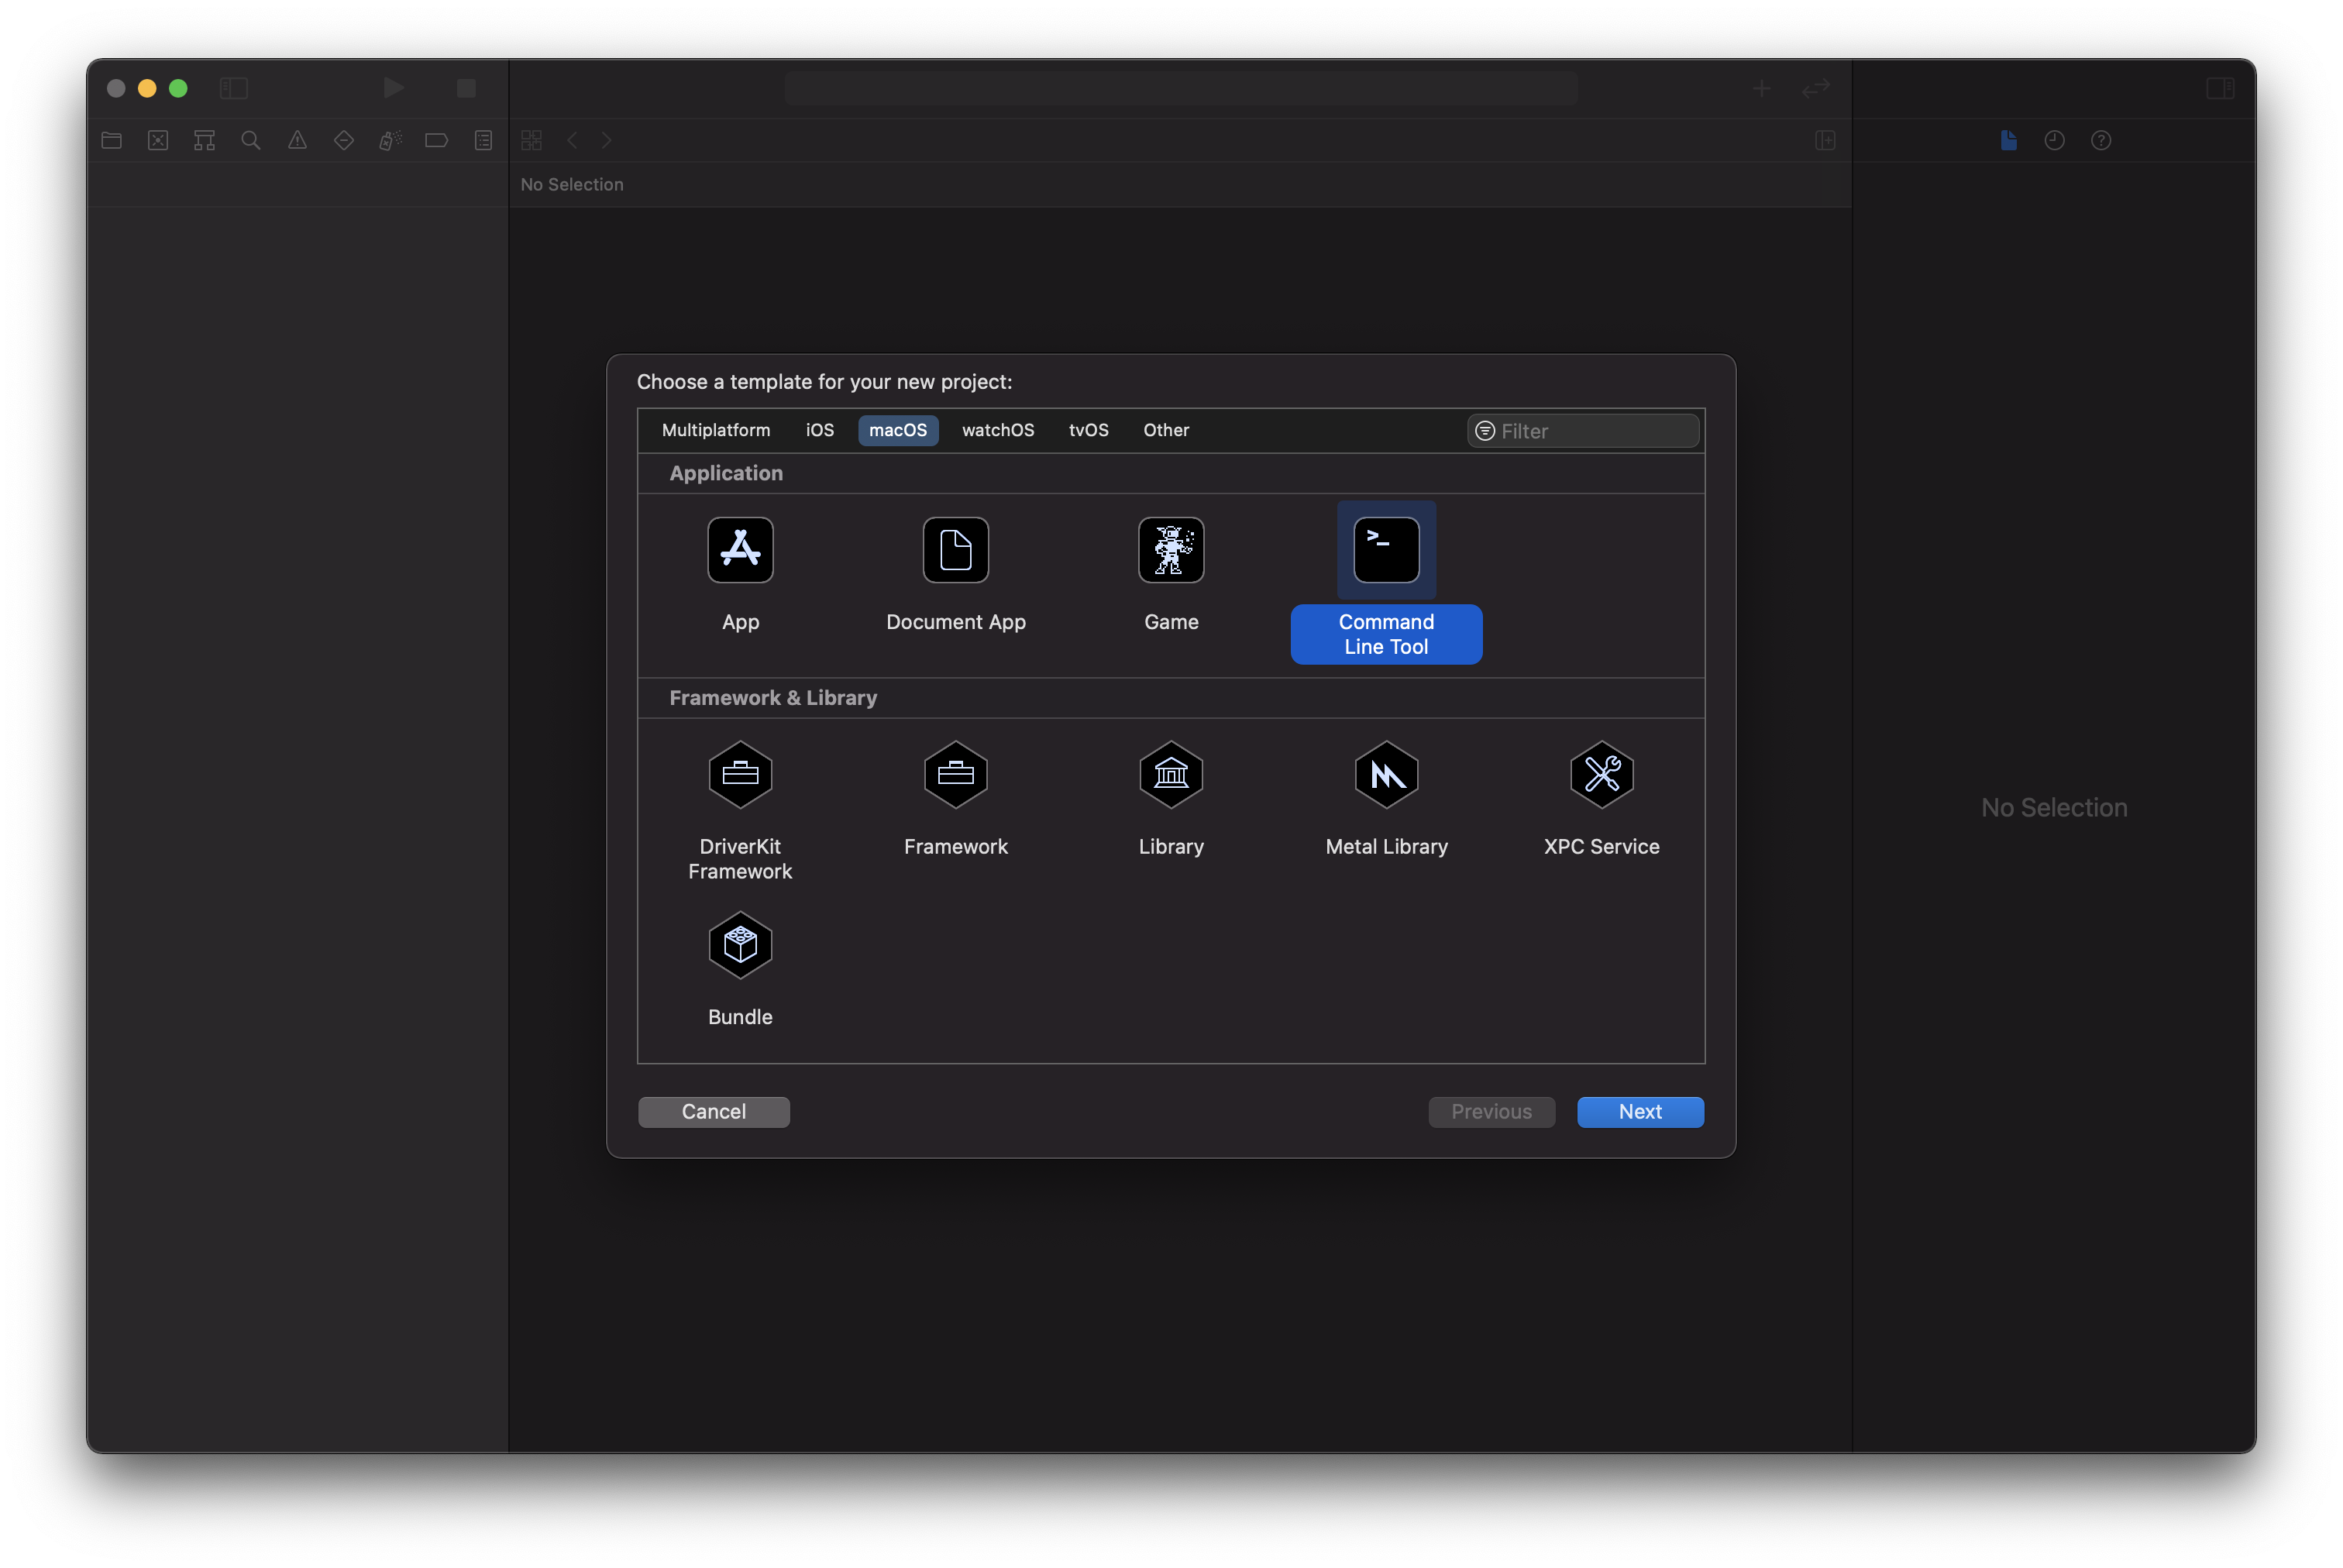 No Selection
Choose a template for your new project:
Multiplatform iOS macOS watchOS tvOS Other Filter
Application
App Document App Game Command
Line Tool
Framework & Library
DriverKit Framework Library Metal Library XPC Service
Framework
No Selection
Bundle
Cancel Previous Next